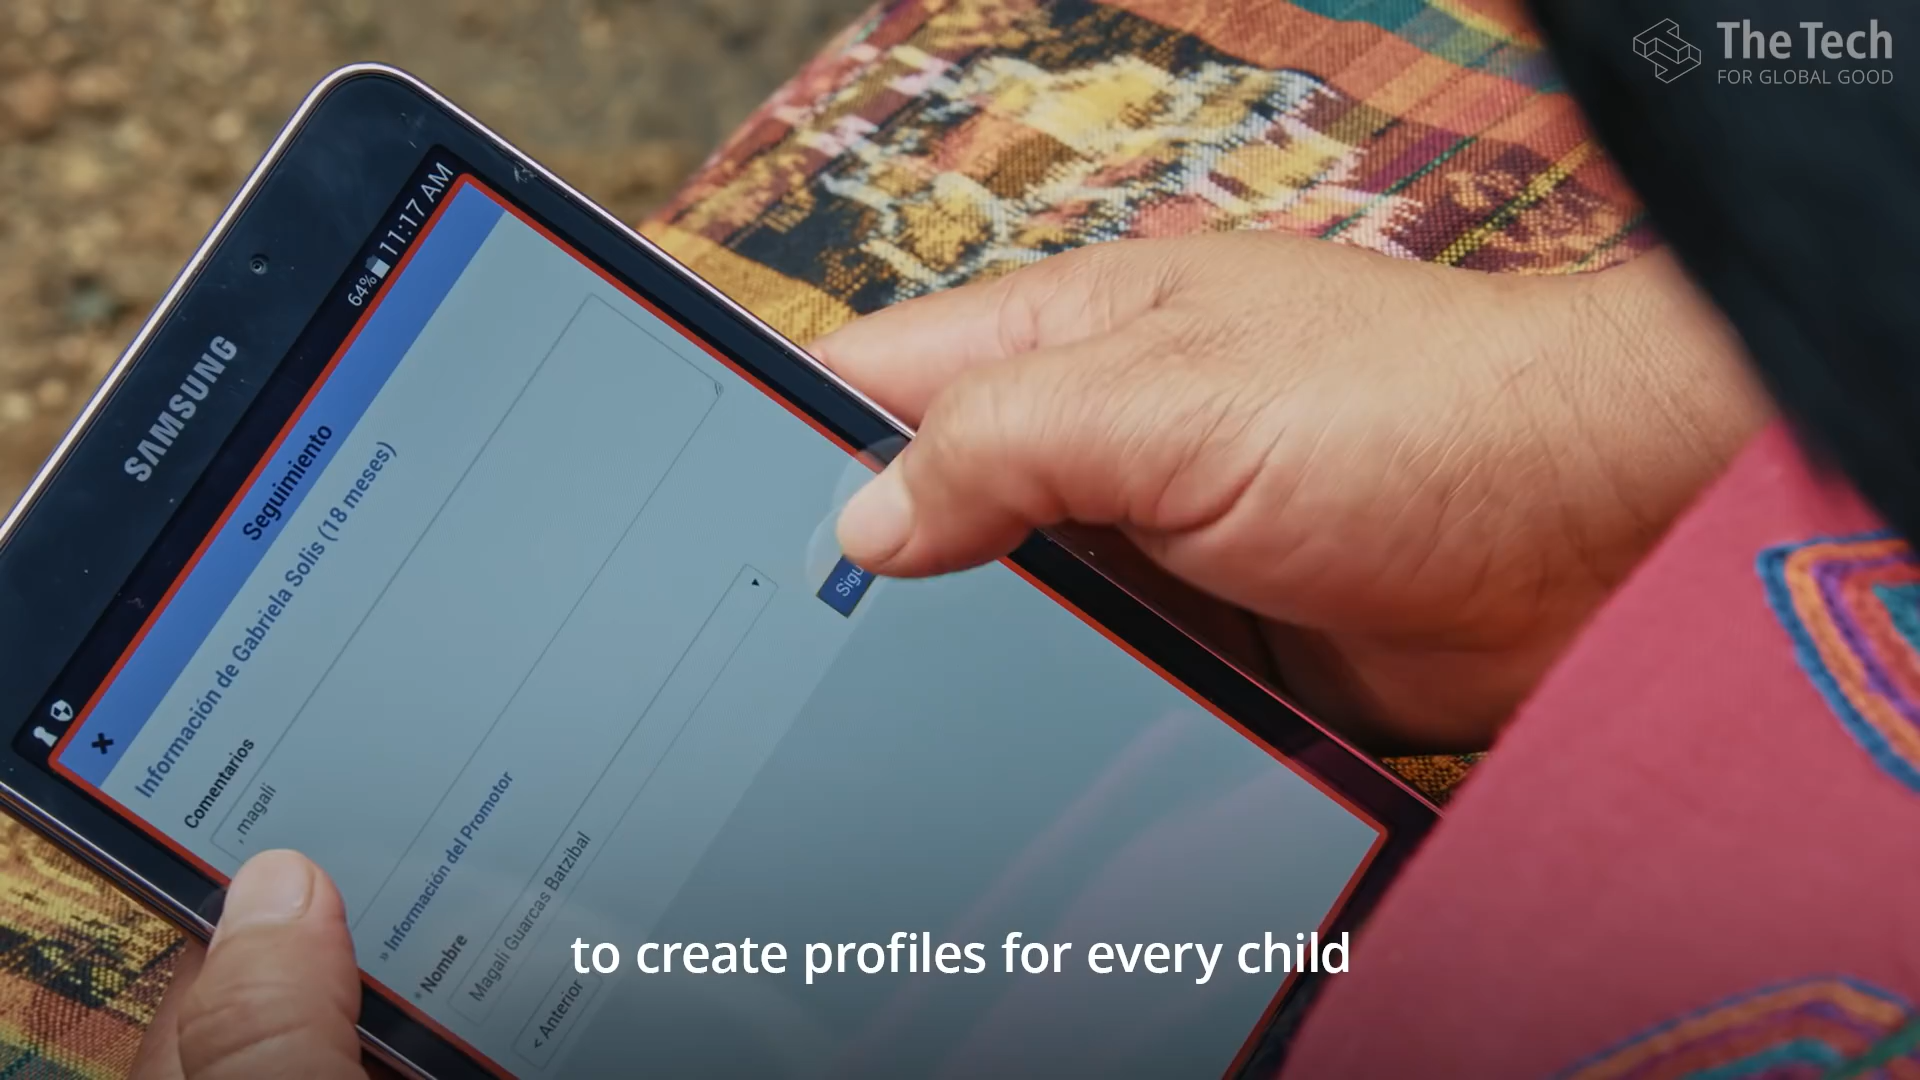 The Tech
FOR GLOBAL GOOD
64% 11:17 AM
SAMSUNG
Seguimiento
Información de Gabriela Solis (18 meses)
Comentarios
, magali
» Información del Promotor
* Nombre
Magali Guarcas Batzibal
< Anterior
to create profiles for every child